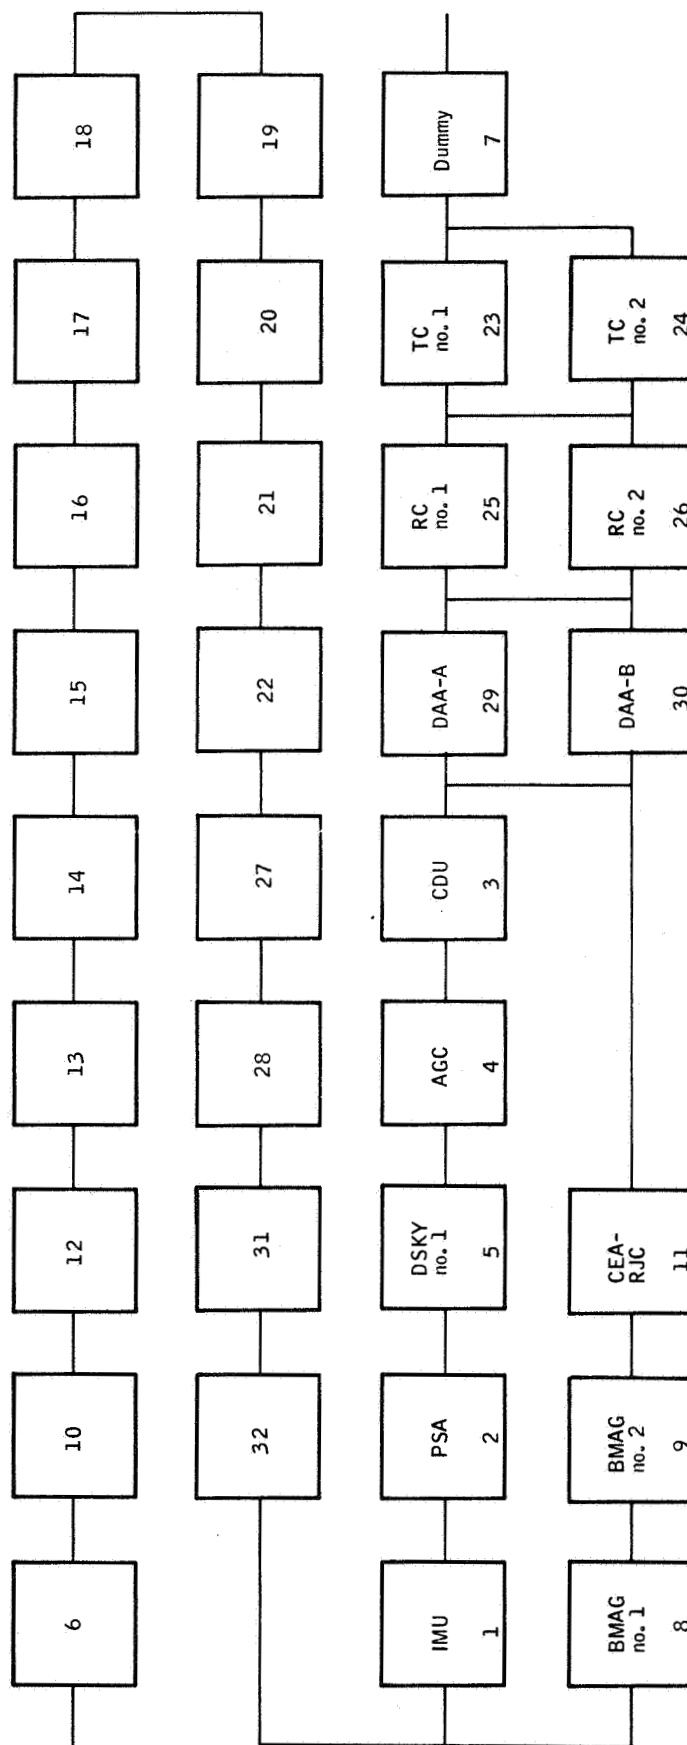 6
10
12
13
14
15
16
17
18
32
31
28
27
22
21
20
19
IMU
1
PSA
2
DSKY
no.1
5
AGC
4
CDU
3
DAA-A
29
RC
no.1
25
TC
no.1
23
Dummy
7
BMAG
no.1
8
BMAG
no.2
9
CEA-
RJC
11
DAA-B
30
RC
no.2
26
TC
no.2
24